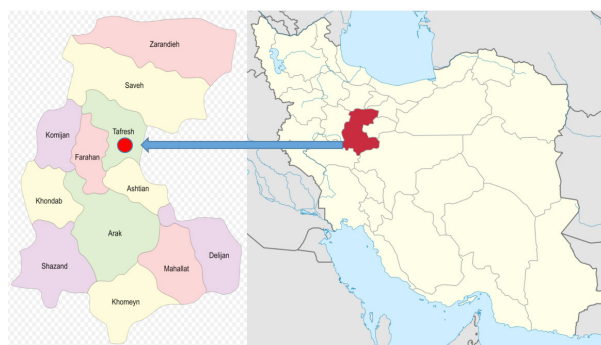 Zarandieh
Saveh
Tafresh
Komijan
Farahan
Ashtian
Khondab
Arak
Delijan
Shazand
Mahallat
Khomeyn